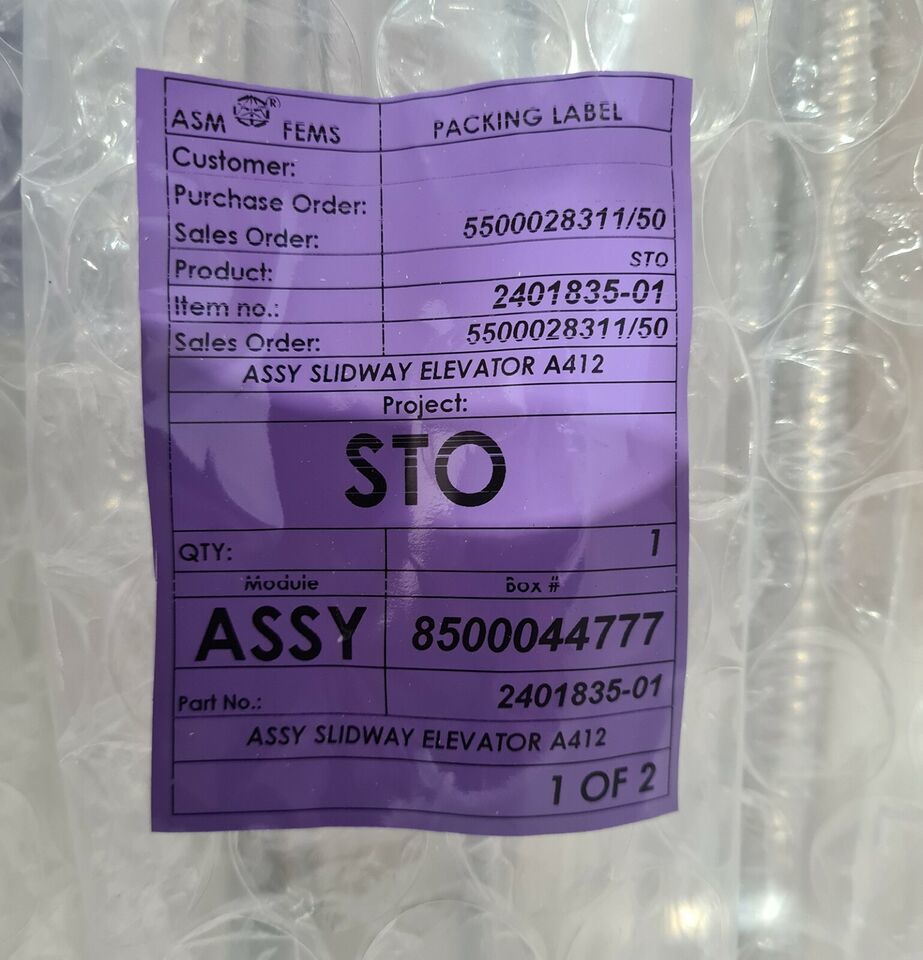 ASM ® FEMS PACKING LABEL
Customer:
Purchase Order:
Sales Order: 5500028311/50
Product: STO
Item no.: 2401835-01
Sales Order: 5500028311/50
ASSY SLIDWAY ELEVATOR A412
Project:
STO
QTY: 1
Module Box #
ASSY 8500044777
Part No.: 2401835-01
ASSY SLIDWAY ELEVATOR A412
1 OF 2